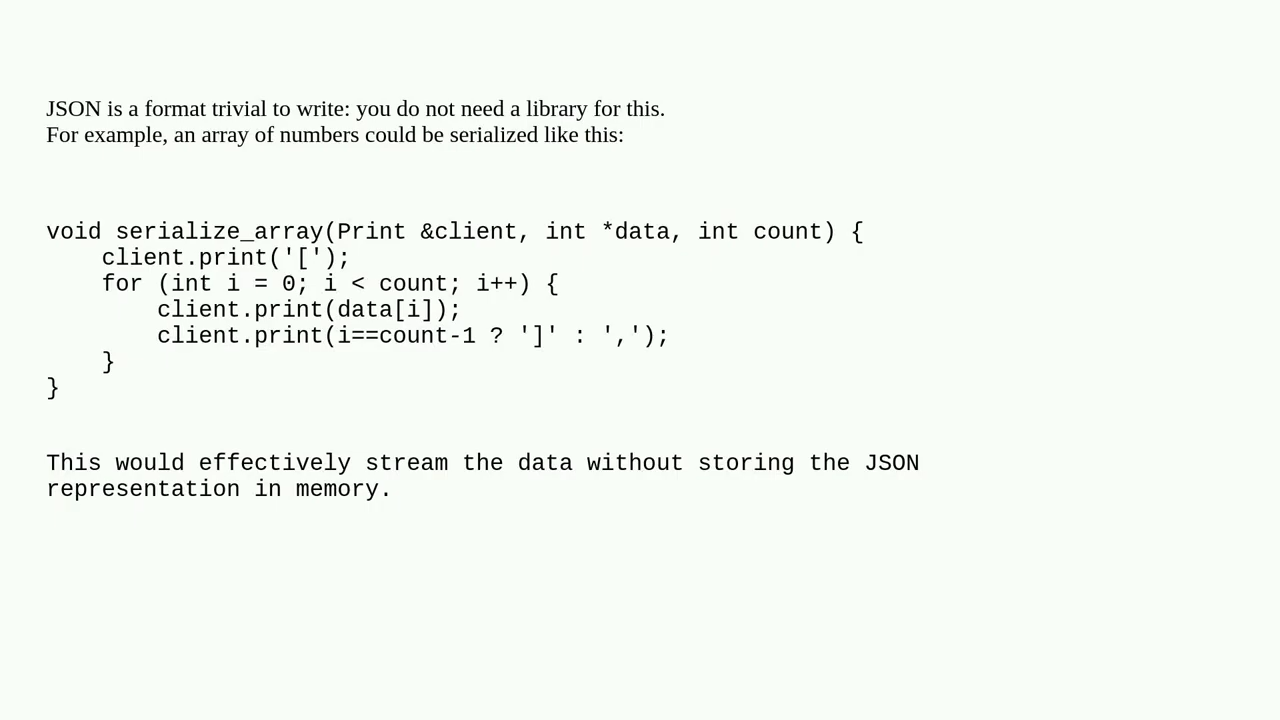 JSON is a format trivial to write: you do not need a library for this.
For example, an array of numbers could be serialized like this:
void serialize_array(Print &client, int *data, int count) {
    client.print('[');
    for (int i = 0; i < count; i++) {
        client.print(data[i]);
        client.print(i==count-1 ? ']' : ',');
    }
}
This would effectively stream the data without storing the JSON
representation in memory.